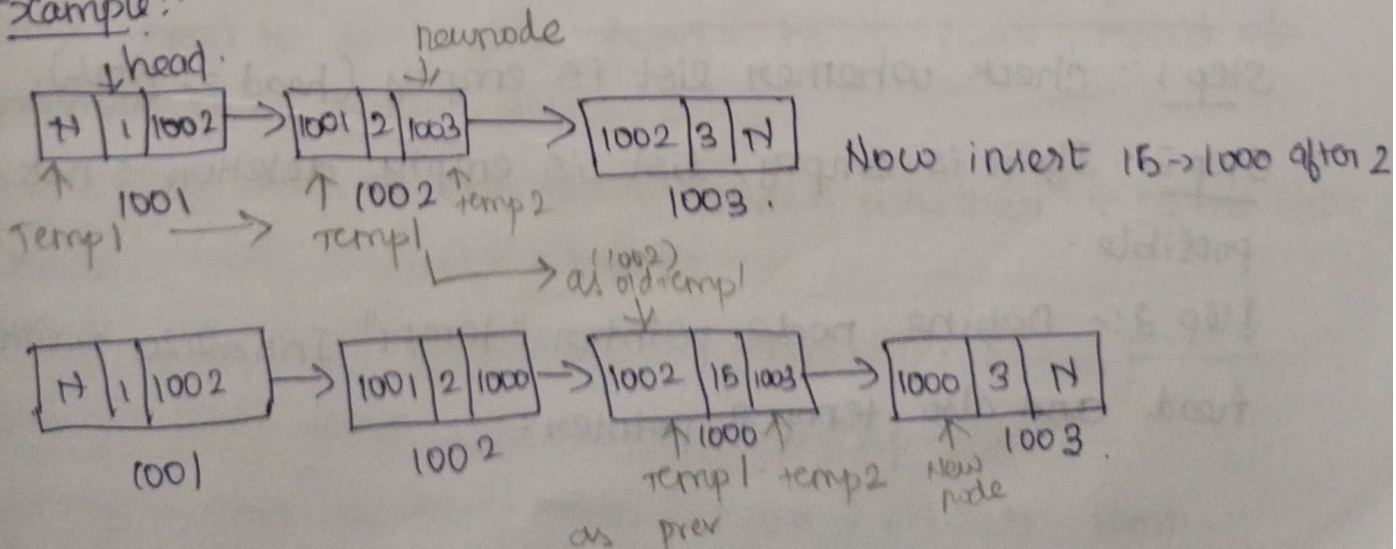 Example:
newnode
head.
N 1 1002 1001 2 1003 1002 3 N Now insert 15->1000 after 2
1001 1002 temp2 1003.
Temp1 Temp1
(1002)
as old temp1
N 1 1002 1001 2 1000 1002 15 1003 1000 3 N
1001 1002 1000 1003.
Temp1 temp2 New
node
as prev